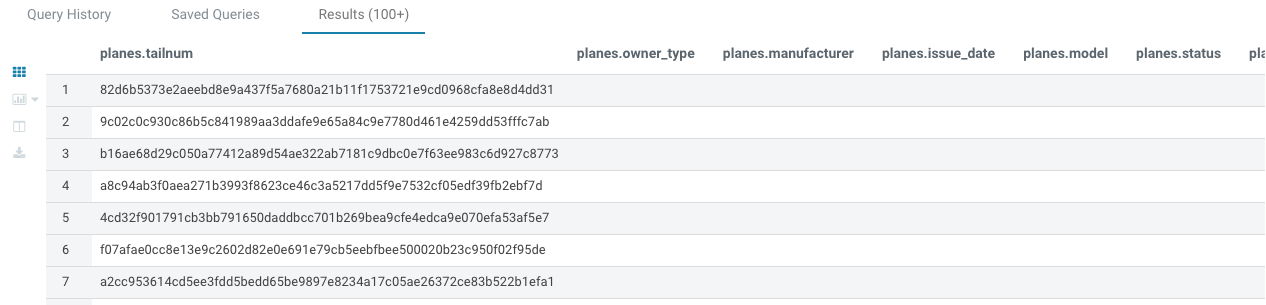 Query History Saved Queries Results (100+)
planes.tailnum planes.owner_type planes.manufacturer planes.issue_date planes.model planes.status pla
1 82d6b5373e2aeebd8e9a437f5a7680a21b11f1753721e9cd0968cfa8e8d4dd31
2 9c02c0c930c86b5c841989aa3ddafe9e65a84c9e7780d461e4259dd53fffc7ab
3 b16ae68d29c050a77412a89d54ae322ab7181c9dbc0e7f63ee983c6d927c8773
4 a8c94ab3f0aea271b3993f8623ce46c3a5217dd5f9e7532cf05edf39fb2ebf7d
5 4cd32f901791cb3bb791650daddbcc701b269bea9cfe4edca9e070efa53af5e7
6 f07afae0cc8e13e9c2602d82e0e691e79cb5eebfbee500020b23c950f02f95de
7 a2cc953614cd5ee3fdd5bedd65be9897e8234a17c05ae26372ce83b522b1efa1